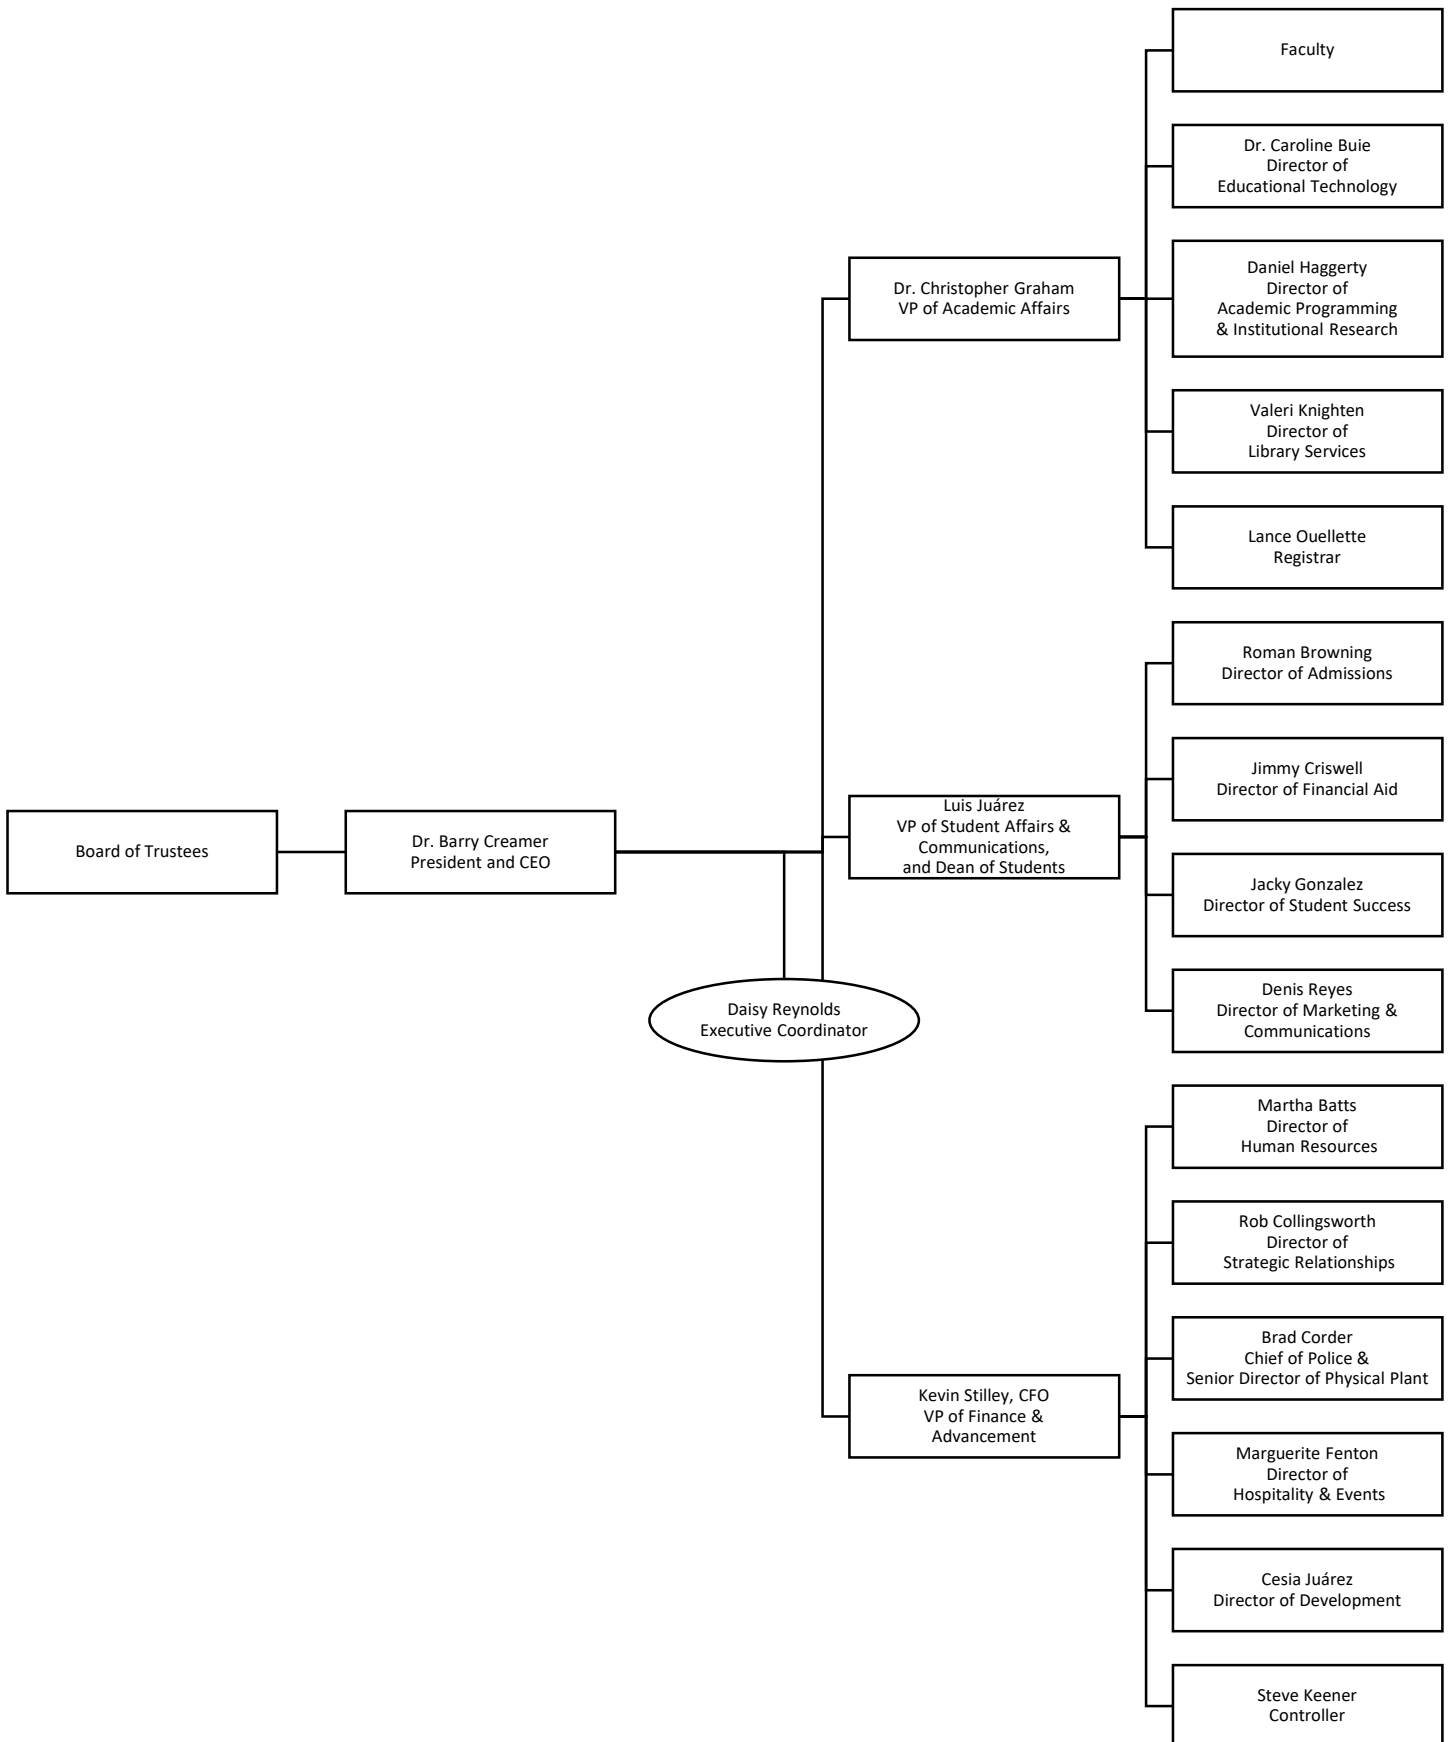 Faculty
Dr. Caroline Buie
Director of
Educational Technology
Daniel Haggerty
Director of
Academic Programming
& Institutional Research
Dr. Christopher Graham
VP of Academic Affairs
Valeri Knighten
Director of
Library Services
Lance Ouellette
Registrar
Roman Browning
Director of Admissions
Jimmy Criswell
Director of Financial Aid
Board of Trustees
Dr. Barry Creamer
President and CEO
Luis Juárez
VP of Student Affairs &
Communications,
and Dean of Students
Jacky Gonzalez
Director of Student Success
Denis Reyes
Director of Marketing &
Communications
Daisy Reynolds
Executive Coordinator
Martha Batts
Director of
Human Resources
Rob Collingsworth
Director of
Strategic Relationships
Brad Corder
Chief of Police &
Senior Director of Physical Plant
Kevin Stilley, CFO
VP of Finance &
Advancement
Marguerite Fenton
Director of
Hospitality & Events
Cesia Juárez
Director of Development
Steve Keener
Controller